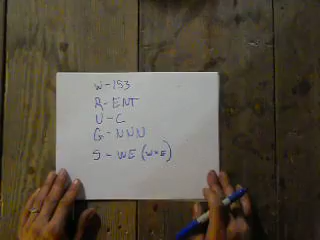 W-153
R-ENT
U-C
G-NNN
S-WE (W×E)